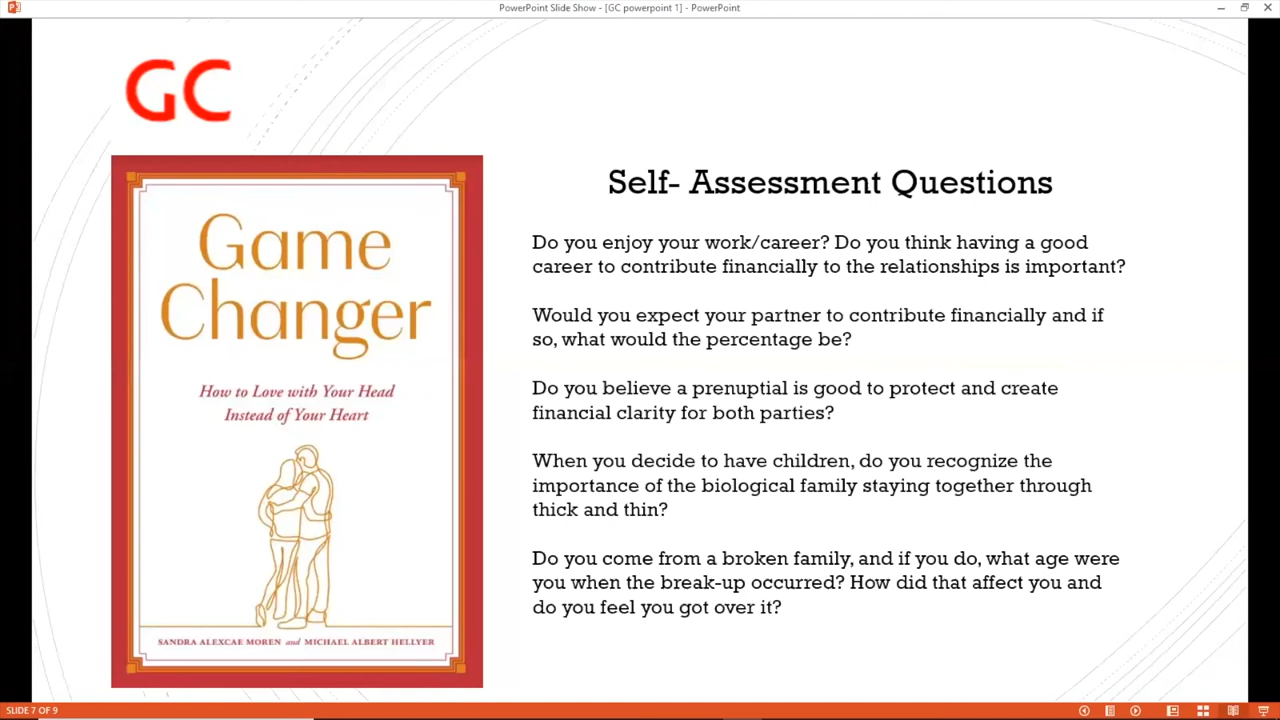 PowerPoint Slide Show - [GC powerpoint 1] - PowerPoint
GC
Game
Changer
How to Love with Your Head
Instead of Your Heart
SANDRA ALEXCAE MOREN and MICHAEL ALBERT HELLYER
Self- Assessment Questions
Do you enjoy your work/career? Do you think having a good
career to contribute financially to the relationships is important?
Would you expect your partner to contribute financially and if
so, what would the percentage be?
Do you believe a prenuptial is good to protect and create
financial clarity for both parties?
When you decide to have children, do you recognize the
importance of the biological family staying together through
thick and thin?
Do you come from a broken family, and if you do, what age were
you when the break-up occurred? How did that affect you and
do you feel you got over it?
SLIDE 7 OF 9